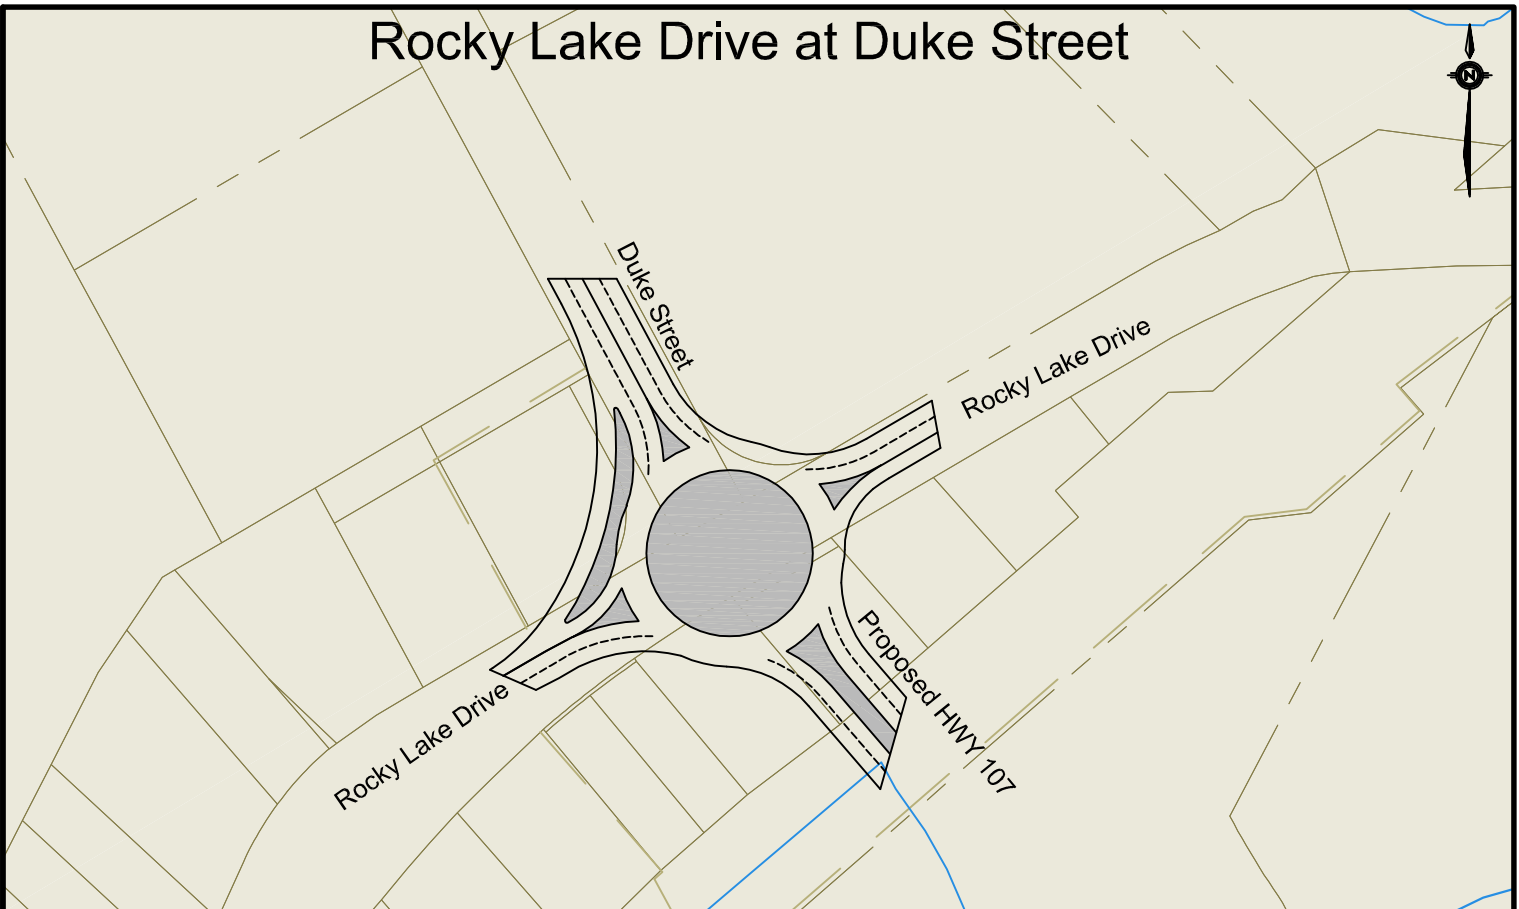 Rocky Lake Drive at Duke Street
N
Duke Street
Rocky Lake Drive
Proposed HWY 107
Rocky Lake Drive